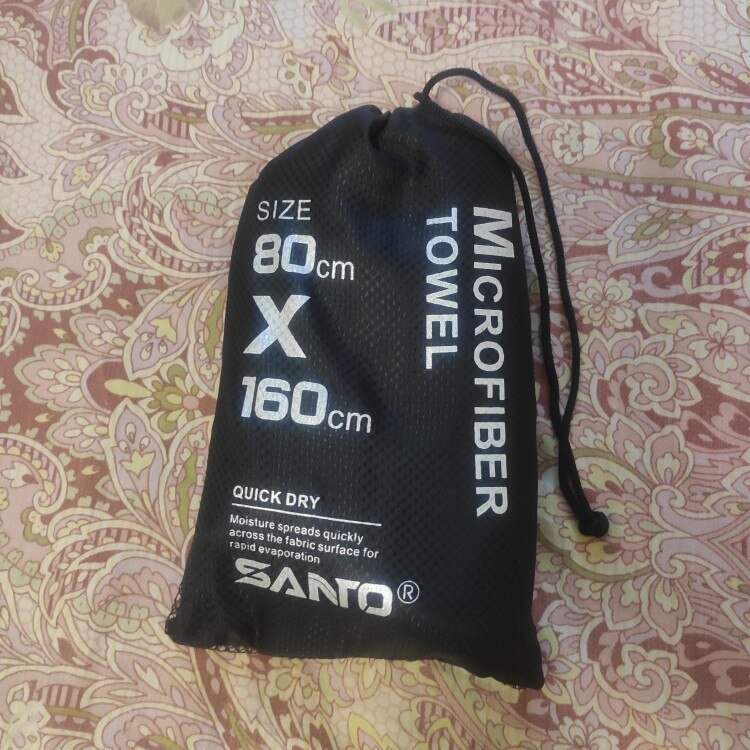 SIZE
80cm
X
160cm
MICROFIBER
TOWEL
QUICK DRY
Moisture spreads quickly
across the fabric surface for
rapid evaporation
SANTO®